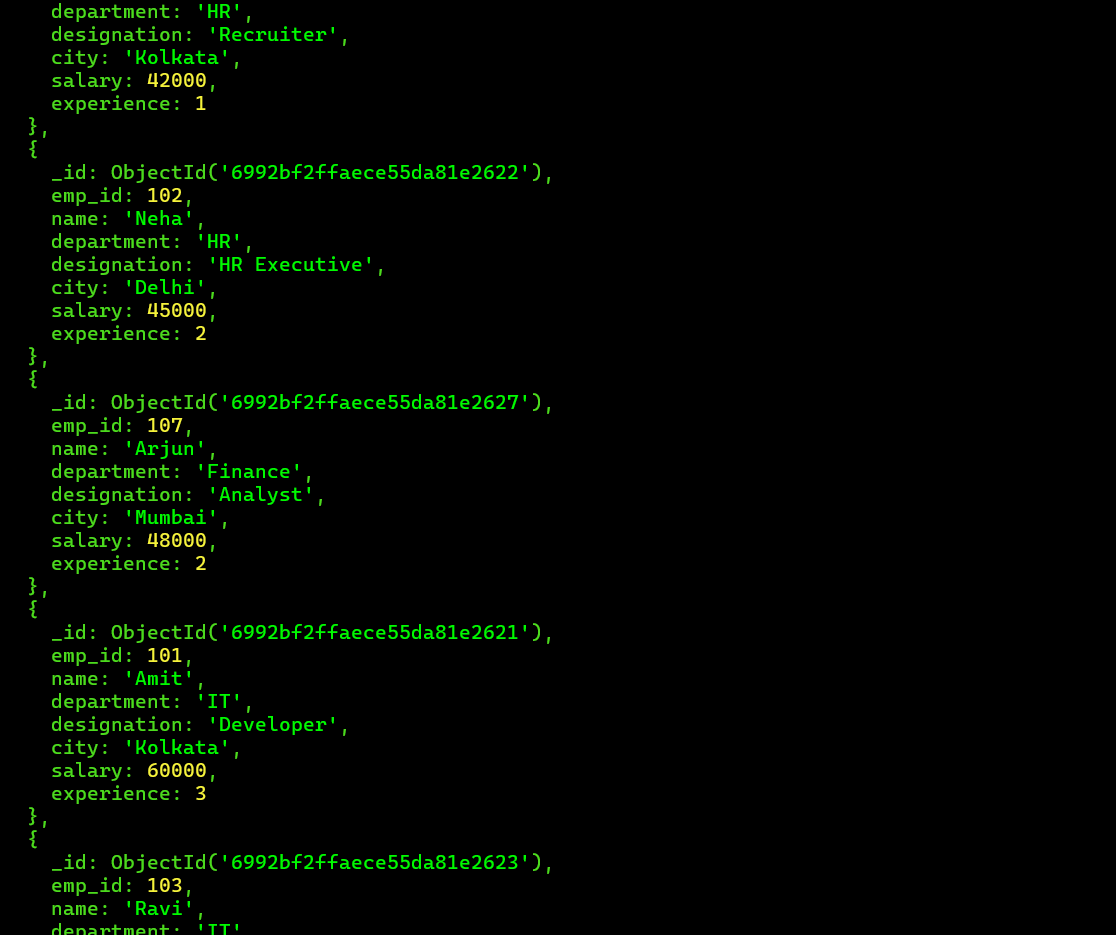 department: 'HR',
designation: 'Recruiter',
city: 'Kolkata',
salary: 42000,
experience: 1
},
{
_id: ObjectId('6992bf2ffaece55da81e2622'),
emp_id: 102,
name: 'Neha',
department: 'HR',
designation: 'HR Executive',
city: 'Delhi',
salary: 45000,
experience: 2
},
{
_id: ObjectId('6992bf2ffaece55da81e2627'),
emp_id: 107,
name: 'Arjun',
department: 'Finance',
designation: 'Analyst',
city: 'Mumbai',
salary: 48000,
experience: 2
},
{
_id: ObjectId('6992bf2ffaece55da81e2621'),
emp_id: 101,
name: 'Amit',
department: 'IT',
designation: 'Developer',
city: 'Kolkata',
salary: 60000,
experience: 3
},
{
_id: ObjectId('6992bf2ffaece55da81e2623'),
emp_id: 103,
name: 'Ravi',
department: 'IT'